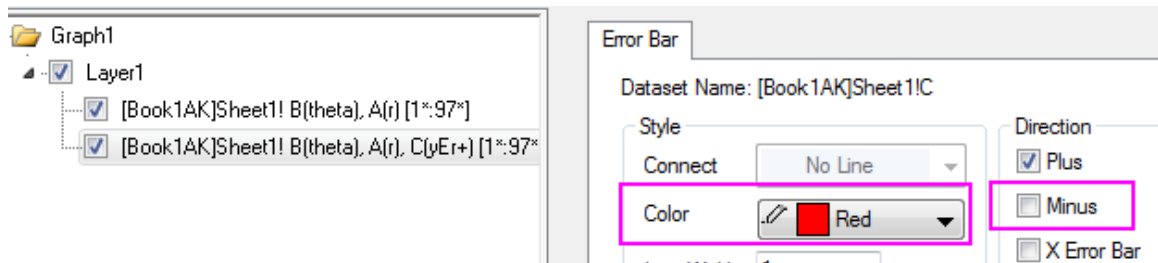 Graph1
Layer1
[Book1AK]Sheet1! B(theta), A(r) [1*:97*]
[Book1AK]Sheet1! B(theta), A(r), C(yEr+) [1*:97*
Error Bar
Dataset Name: [Book1AK]Sheet1!C
Style
Connect No Line
Color Red
Direction
Plus
Minus
X Error Bar